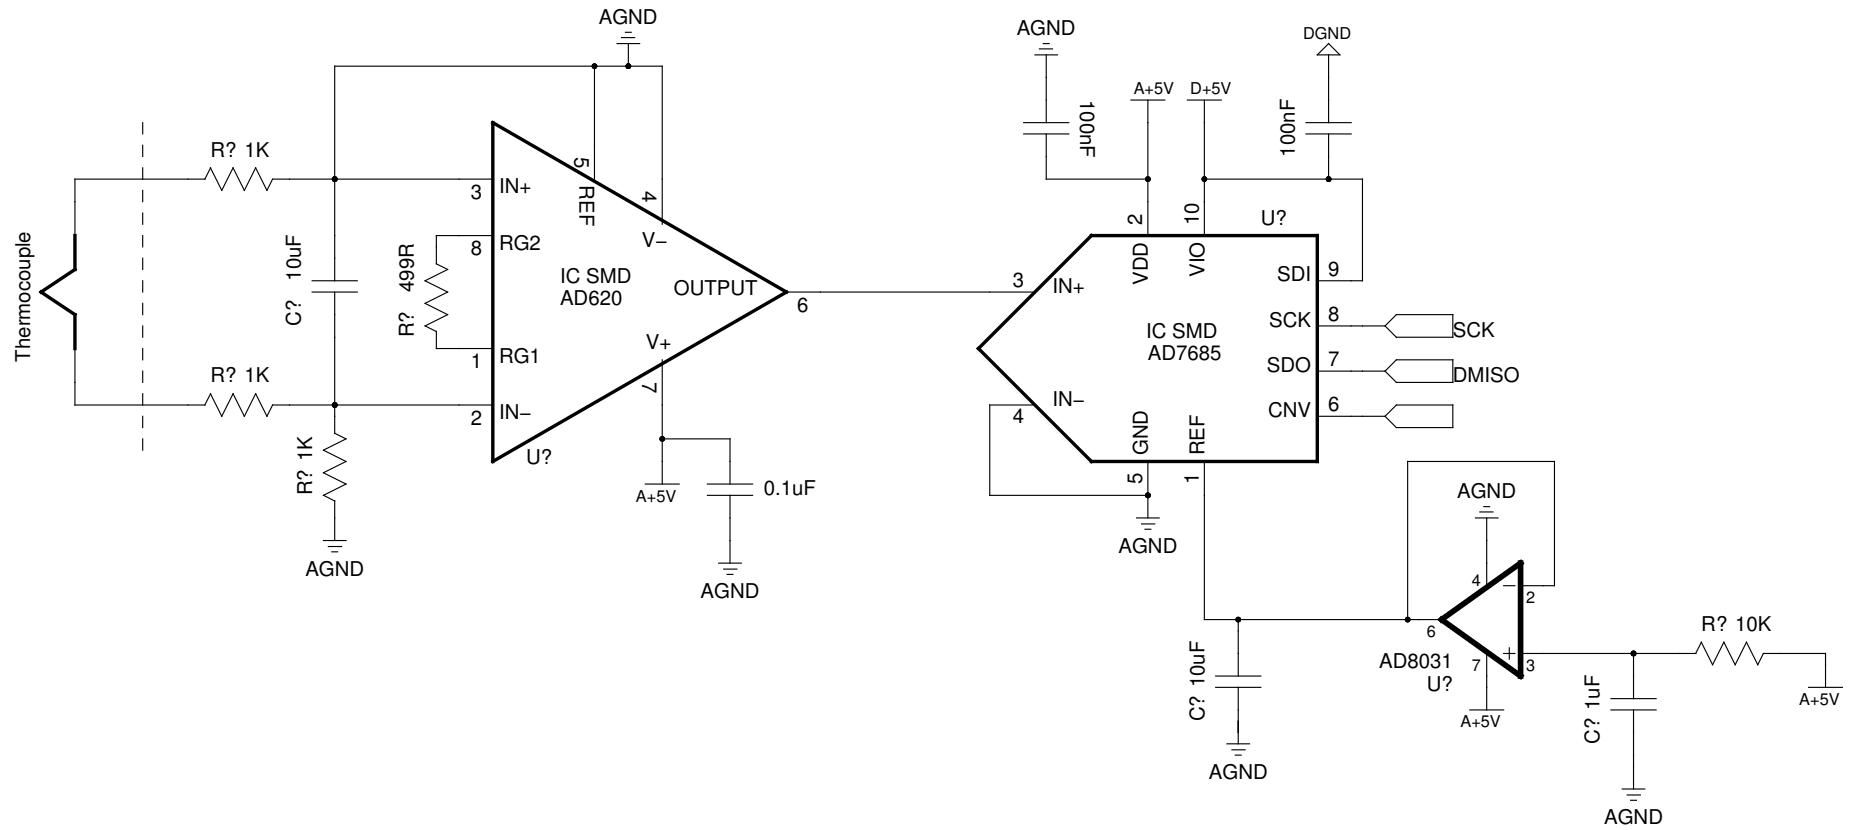 AGND
AGND
DGND
A+5V
D+5V
100nF
100nF
R? 1K
3
IN+
5
REF
4
V−
2
10
U?
VDD
VIO
Thermocouple
C? 10uF
R? 499R
8
RG2
IC SMD
AD620
OUTPUT
6
3
IN+
SDI
9
IC SMD
AD7685
SCK
8
SCK
SDO
7
DMISO
CNV
6
1
RG1
V+
7
R? 1K
2
IN−
U?
4
IN−
GND
REF
5
1
R? 1K
A+5V
0.1uF
AGND
AGND
AGND
AGND
4
−
2
6
+
3
7
AD8031
U?
A+5V
R? 10K
A+5V
C? 10uF
C? 1uF
AGND
AGND